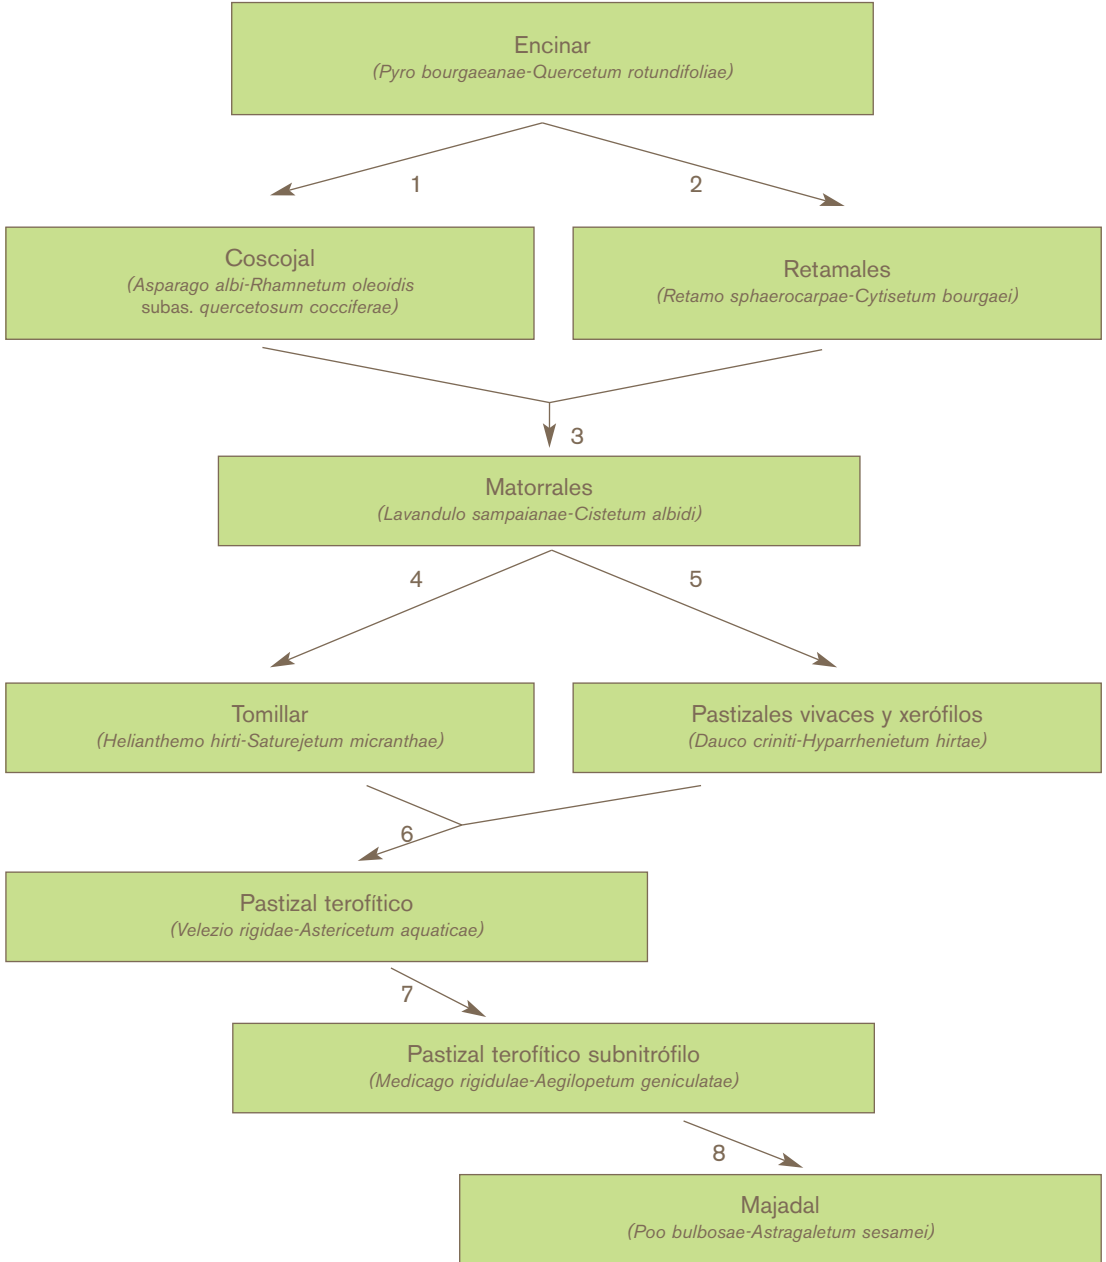 Encinar
(Pyro bourgaeanae-Quercetum rotundifoliae)
1
2
Coscojal
(Asparago albi-Rhamnetum oleoidis
subas. quercetosum cocciferae)
Retamales
(Retamo sphaerocarpae-Cytisetum bourgaei)
3
Matorrales
(Lavandulo sampaianae-Cistetum albidi)
4
5
Tomillar
(Helianthemo hirti-Saturejetum micranthae)
Pastizales vivaces y xerófilos
(Dauco criniti-Hyparrhenietum hirtae)
6
Pastizal terofítico
(Velezio rigidae-Astericetum aquaticae)
7
Pastizal terofítico subnitrófilo
(Medicago rigidulae-Aegilopetum geniculatae)
8
Majadal
(Poo bulbosae-Astragaletum sesamei)